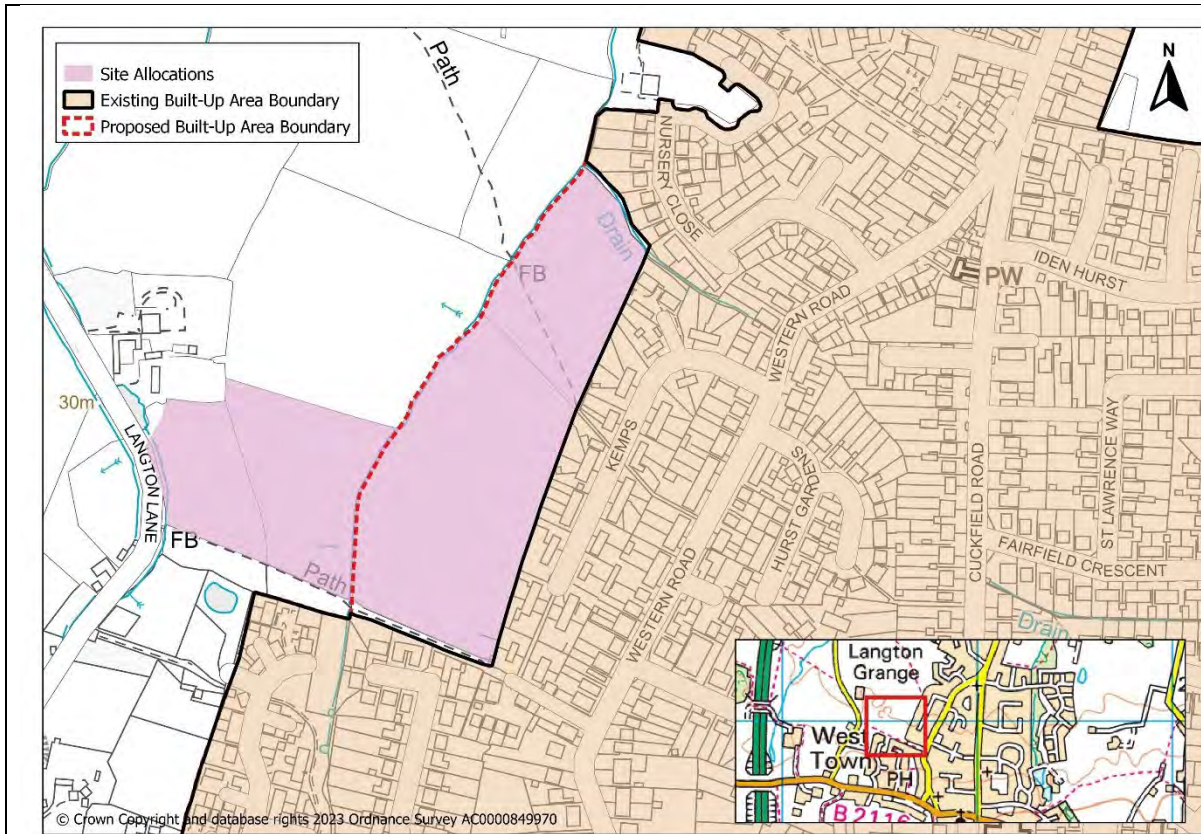 Site Allocations
Existing Built-Up Area Boundary
Proposed Built-Up Area Boundary
Path
N
NURSERY CLOSE
Drain
FB
PW
IDEN HURST
WESTERN ROAD
30m
LANGTON LANE
KEMPS
HURST GARDENS
CUCKFIELD ROAD
ST LAWRENCE WAY
FB
Path
FAIRFIELD CRESCENT
WESTERN ROAD
Drain
Langton
Grange
West
Town
PH
B 2116
© Crown Copyright and database rights 2023 Ordnance Survey AC0000849970